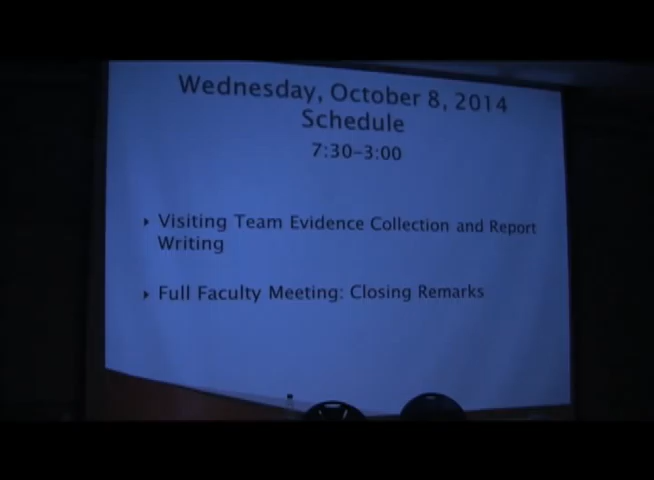 Wednesday, October 8, 2014
Schedule
7:30-3:00
Visiting Team Evidence Collection and Report
Writing
Full Faculty Meeting: Closing Remarks